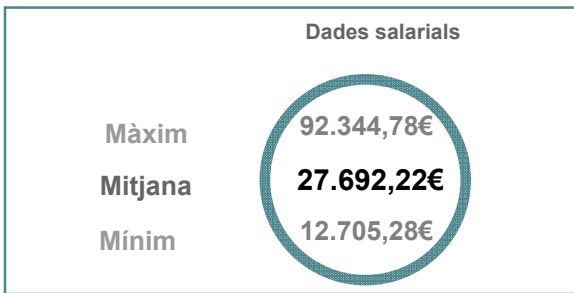 Dades salarials
Màxim 92.344,78€
Mitjana 27.692,22€
Mínim 12.705,28€